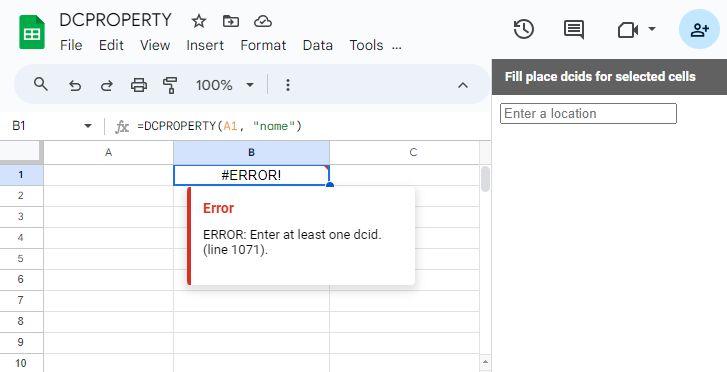 DCPROPERTY
File Edit View Insert Format Data Tools ...
100%
Fill place dcids for selected cells
Enter a location
B1 fx =DCPROPERTY(A1, "name")
A B C
1 #ERROR!
2
3
4
5
6
7
8
9
10
Error
ERROR: Enter at least one dcid.
(line 1071).